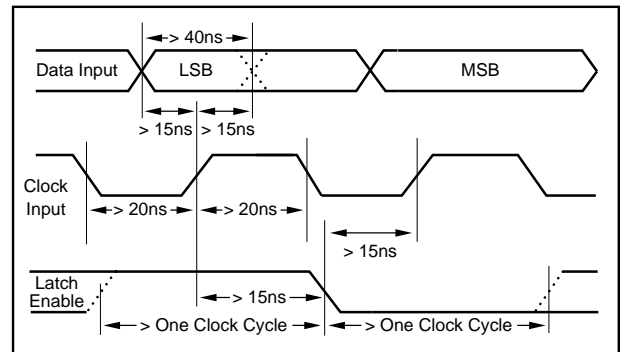 > 40ns
Data Input
LSB
MSB
> 15ns
> 15ns
Clock
Input
> 20ns
> 20ns
> 15ns
Latch
Enable
> 15ns
> One Clock Cycle
> One Clock Cycle